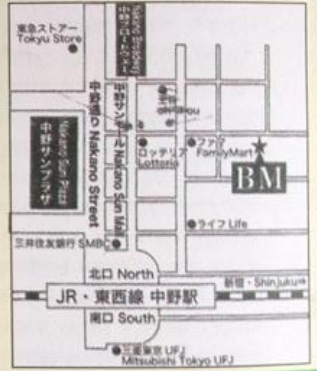 東急ストアー
Tokyu Store
Nakano Broadway
中野ブロードウェイ
中野通り Nakano Street
中野サンモール Nakano Sun Mall
Nakano Sun Plaza
中野サンプラザ
ロッテリア
Lotteria
ファマ
FamilyMart
BM
ライフ Life
三井住友銀行 SMBC
北口 North
新宿・Shinjuku⇒
JR・東西線 中野駅
南口 South
三菱東京 UFJ
Mitsubishi Tokyo UFJ